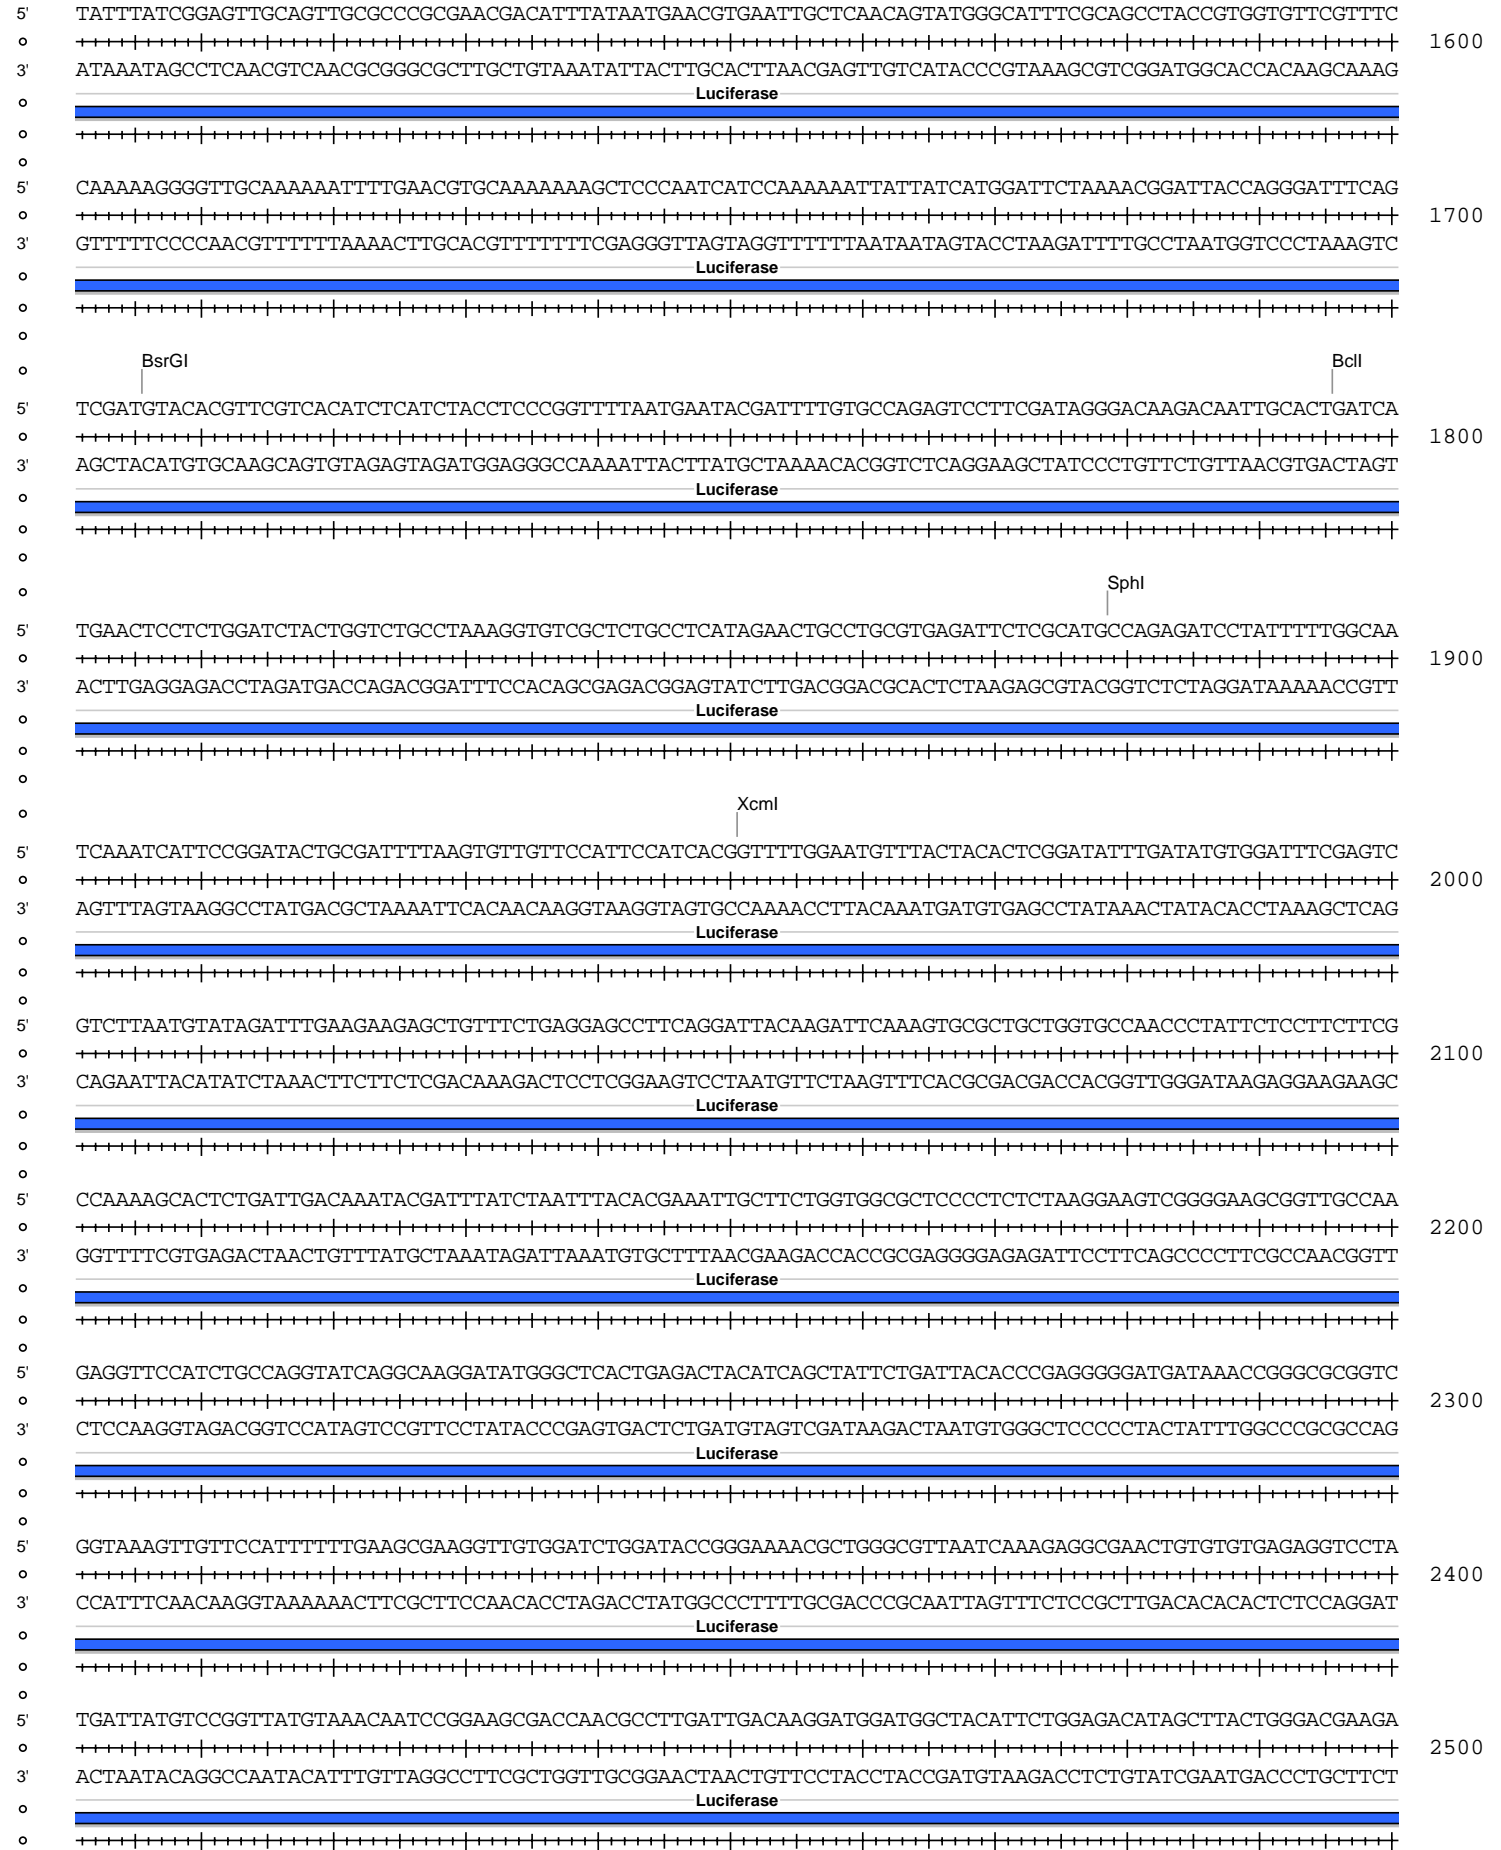 5' TATTTATCGGAGTTGCAGTTGCGCCCGCGAACGACATTTATAATGAACGTGAATTGCTCAACAGTATGGGCATTTCGCAGCCTACCGTGGTGTTCGTTTC
1600
3' ATAAATAGCCTCAACGTCAACGCGGGCGCTTGCTGTAAATATTACTTGCACTTAACGAGTTGTCATACCCGTAAAGCGTCGGATGGCACCACAAGCAAAG
Luciferase
5' CAAAAAGGGGTTGCAAAAAATTTTGAACGTGCAAAAAAAGCTCCCAATCATCCAAAAAATTATTATCATGGATTCTAAAACGGATTACCAGGGATTTCAG
1700
3' GTTTTTCCCCAACGTTTTTTAAAACTTGCACGTTTTTTTCGAGGGTTAGTAGGTTTTTTAATAATAGTACCTAAGATTTTGCCTAATGGTCCCTAAAGTC
Luciferase
BsrGI BclI
5' TCGATGTACACGTTCGTCACATCTCATCTACCTCCCGGTTTTAATGAATACGATTTTGTGCCAGAGTCCTTCGATAGGGACAAGACAATTGCACTGATCA
1800
3' AGCTACATGTGCAAGCAGTGTAGAGTAGATGGAGGGCCAAAATTACTTATGCTAAAACACGGTCTCAGGAAGCTATCCCTGTTCTGTTAACGTGACTAGT
Luciferase
SphI
5' TGAACTCCTCTGGATCTACTGGTCTGCCTAAAGGTGTCGCTCTGCCTCATAGAACTGCCTGCGTGAGATTCTCGCATGCCAGAGATCCTATTTTTGGCAA
1900
3' ACTTGAGGAGACCTAGATGACCAGACGGATTTCCACAGCGAGACGGAGTATCTTGACGGACGCACTCTAAGAGCGTACGGTCTCTAGGATAAAAACCGTT
Luciferase
XcmI
5' TCAAATCATTCCGGATACTGCGATTTTAAGTGTTGTTCCATTCCATCACGGTTTTGGAATGTTTACTACACTCGGATATTTGATATGTGGATTTCGAGTC
2000
3' AGTTTAGTAAGGCCTATGACGCTAAAATTCACAACAAGGTAAGGTAGTGCCAAAACCTTACAAATGATGTGAGCCTATAAACTATACACCTAAAGCTCAG
Luciferase
5' GTCTTAATGTATAGATTTGAAGAAGAGCTGTTTCTGAGGAGCCTTCAGGATTACAAGATTCAAAGTGCGCTGCTGGTGCCAACCCTATTCTCCTTCTTCG
2100
3' CAGAATTACATATCTAAACTTCTTCTCGACAAAGACTCCTCGGAAGTCCTAATGTTCTAAGTTTCACGCGACGACCACGGTTGGGATAAGAGGAAGAAGC
Luciferase
5' CCAAAAGCACTCTGATTGACAAATACGATTTATCTAATTTACACGAAATTGCTTCTGGTGGCGCTCCCCTCTCTAAGGAAGTCGGGGAAGCGGTTGCCAA
2200
3' GGTTTTCGTGAGACTAACTGTTTATGCTAAATAGATTAAATGTGCTTTAACGAAGACCACCGCGAGGGGAGAGATTCCTTCAGCCCCTTCGCCAACGGTT
Luciferase
5' GAGGTTCCATCTGCCAGGTATCAGGCAAGGATATGGGCTCACTGAGACTACATCAGCTATTCTGATTACACCCGAGGGGGATGATAAACCGGGCGCGGTC
2300
3' CTCCAAGGTAGACGGTCCATAGTCCGTTCCTATACCCGAGTGACTCTGATGTAGTCGATAAGACTAATGTGGGCTCCCCCTACTATTTGGCCCGCGCCAG
Luciferase
5' GGTAAAGTTGTTCCATTTTTTGAAGCGAAGGTTGTGGATCTGGATACCGGGAAAACGCTGGGCGTTAATCAAAGAGGCGAACTGTGTGTGAGAGGTCCTA
2400
3' CCATTTCAACAAGGTAAAAAACTTCGCTTCCAACACCTAGACCTATGGCCCTTTTGCGACCCGCAATTAGTTTCTCCGCTTGACACACACTCTCCAGGAT
Luciferase
5' TGATTATGTCCGGTTATGTAAACAATCCGGAAGCGACCAACGCCTTGATTGACAAGGATGGATGGCTACATTCTGGAGACATAGCTTACTGGGACGAAGA
2500
3' ACTAATACAGGCCAATACATTTGTTAGGCCTTCGCTGGTTGCGGAACTAACTGTTCCTACCTACCGATGTAAGACCTCTGTATCGAATGACCCTGCTTCT
Luciferase